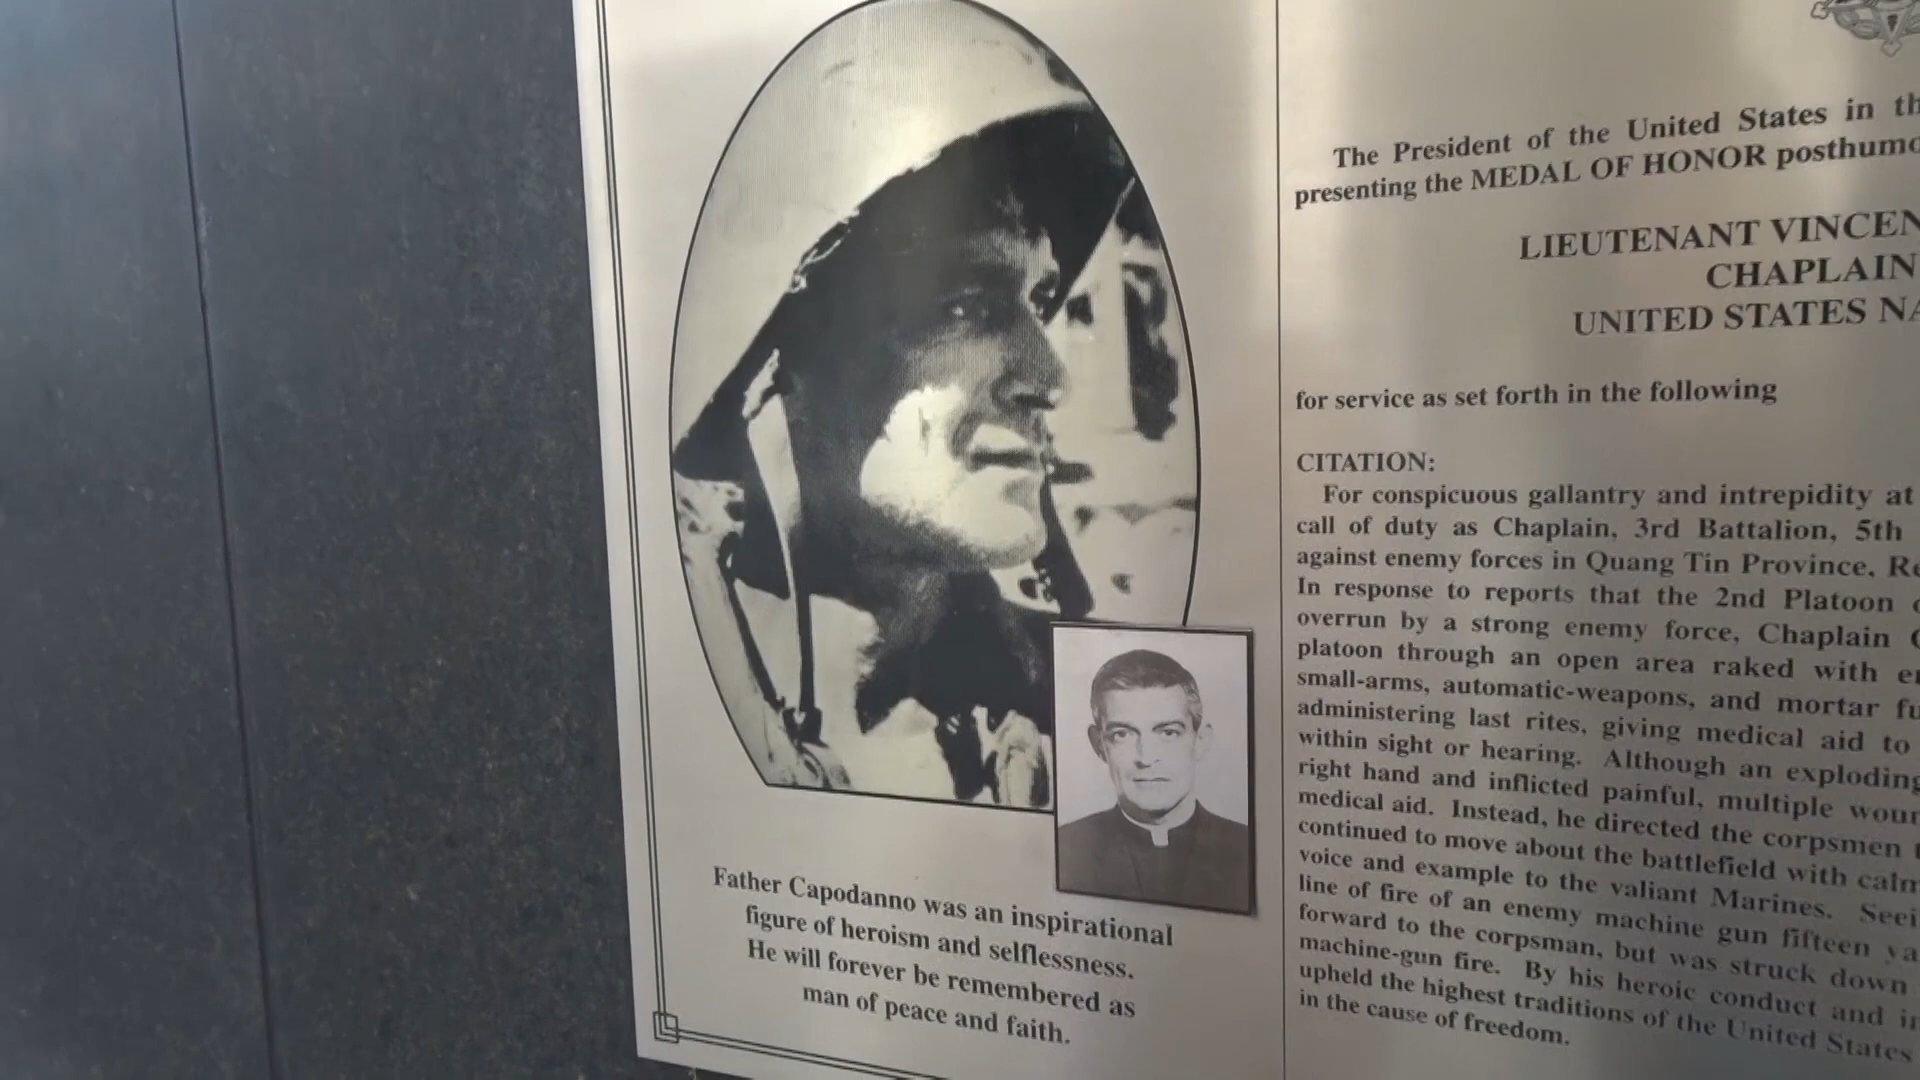 Father Capodanno was an inspirational
figure of heroism and selflessness.
He will forever be remembered as
man of peace and faith.
The President of the United States in
presenting the MEDAL OF HONOR
LIEUTENANT
CHAPLAIN
UNITED STATES
for service as set forth in the following
CITATION:
For conspicuous gallantry and intrepidity at
call of duty as Chaplain, 3rd Battalion, 5th
against enemy forces in Quang Tin Province,
In response to reports that the 2nd Platoon
overrun by a strong enemy force, Chaplain
platoon through an open area raked with
small-arms, automatic-weapons, and mortar
administering last rites, giving medical aid to
within sight or hearing. Although an exploding
right hand and inflicted painful, multiple
medical aid. Instead, he directed the corpsmen
continued to move about the battlefield with
voice and example to the valiant Marines.
line of fire of an enemy machine gun fifteen
forward to the corpsman, but was struck down
machine-gun fire. By his heroic conduct and
upheld the highest traditions of the United States
in the cause of freedom.